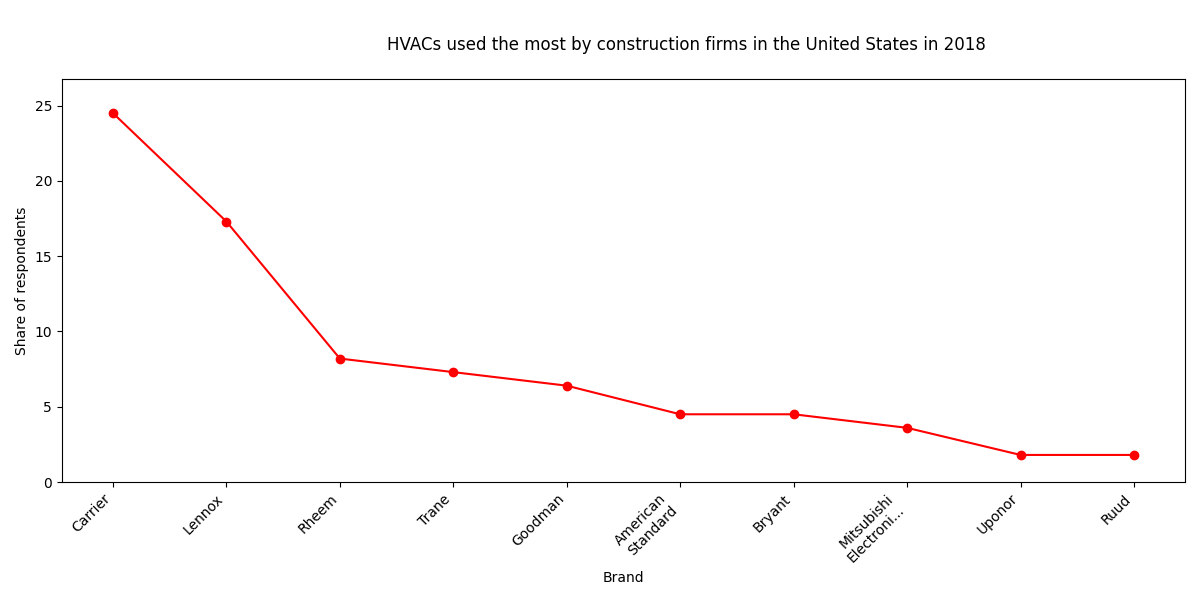 HVACs used the most by construction firms in the United States in 2018
Share of respondents
25
20
15
10
5
0
Carrier
Lennox
Rheem
Trane
Goodman
American
Standard
Bryant
Mitsubishi
Electroni...
Uponor
Ruud
Brand